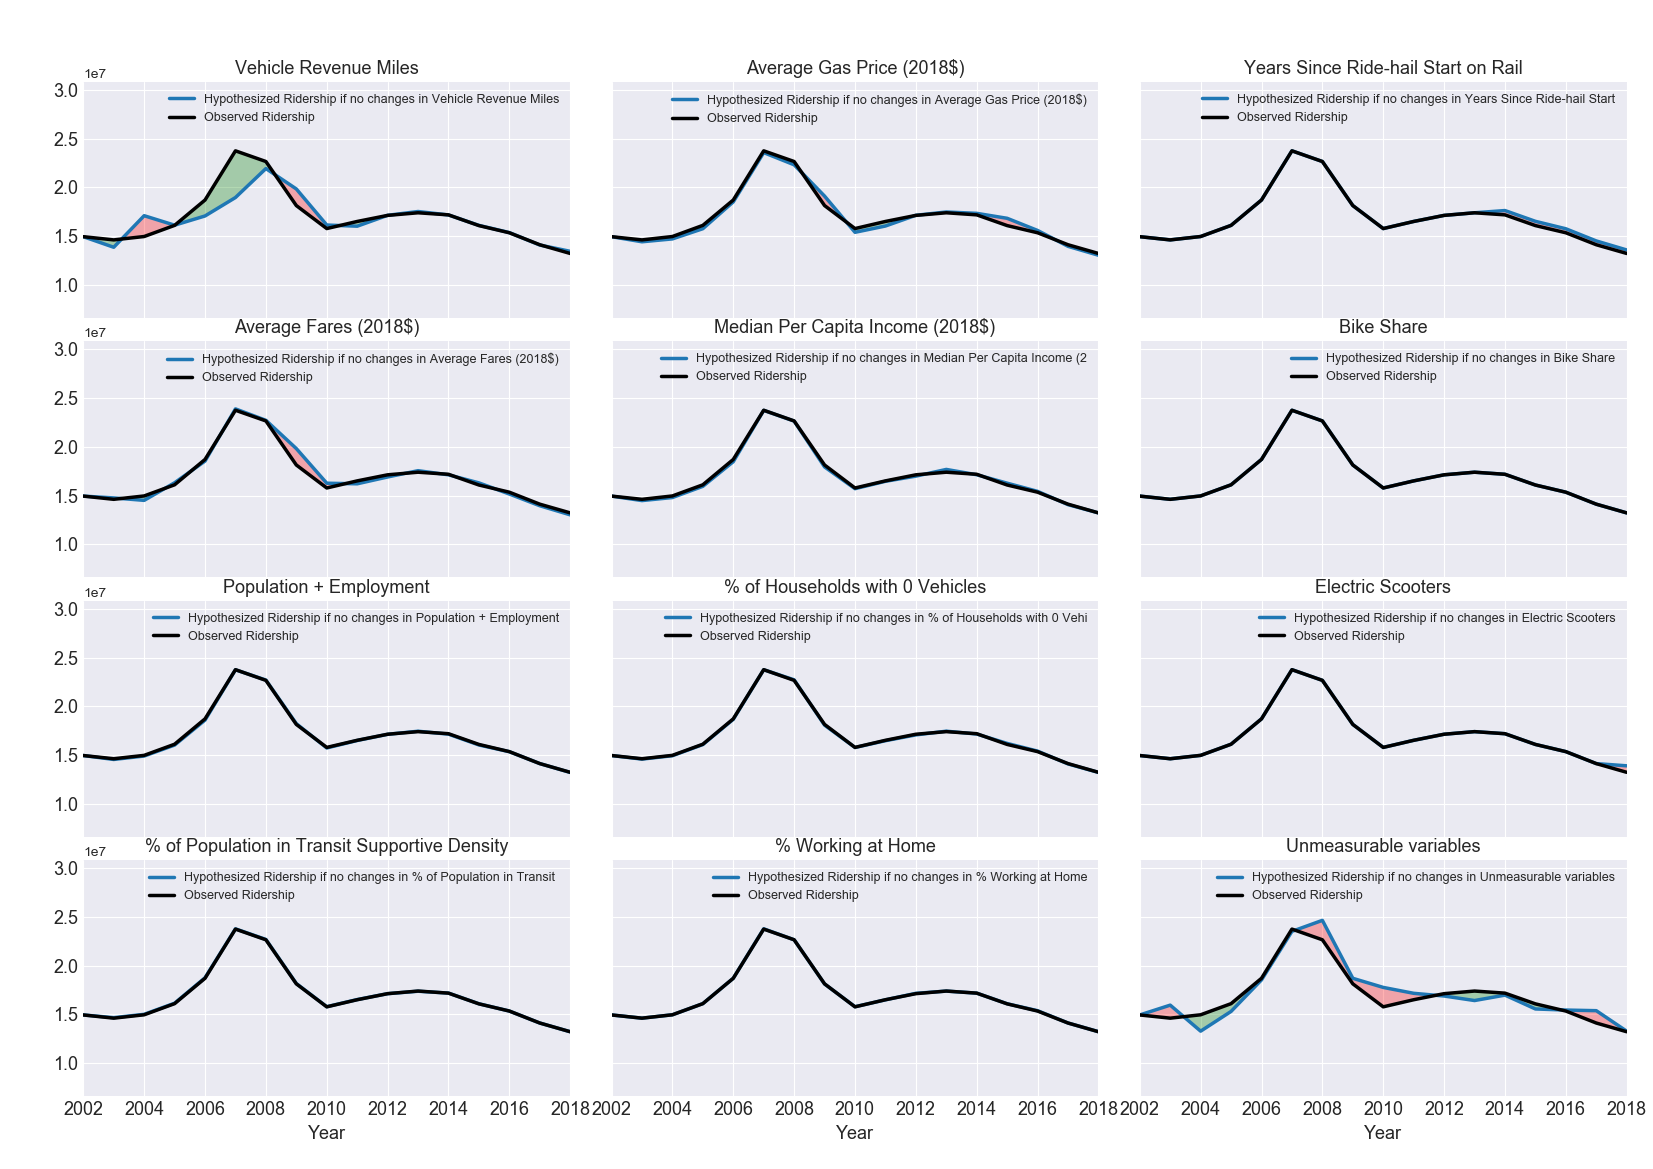 Vehicle Revenue Miles
1e7
3.0
2.5
2.0
1.5
1.0
Hypothesized Ridership if no changes in Vehicle Revenue Miles
Observed Ridership
Average Gas Price (2018$)
Hypothesized Ridership if no changes in Average Gas Price (2018$)
Observed Ridership
Years Since Ride-hail Start on Rail
Hypothesized Ridership if no changes in Years Since Ride-hail Start
Observed Ridership
Average Fares (2018$)
1e7
3.0
2.5
2.0
1.5
1.0
Hypothesized Ridership if no changes in Average Fares (2018$)
Observed Ridership
Median Per Capita Income (2018$)
Hypothesized Ridership if no changes in Median Per Capita Income (2
Observed Ridership
Bike Share
Hypothesized Ridership if no changes in Bike Share
Observed Ridership
Population + Employment
1e7
3.0
2.5
2.0
1.5
1.0
Hypothesized Ridership if no changes in Population + Employment
Observed Ridership
% of Households with 0 Vehicles
Hypothesized Ridership if no changes in % of Households with 0 Vehi
Observed Ridership
Electric Scooters
Hypothesized Ridership if no changes in Electric Scooters
Observed Ridership
% of Population in Transit Supportive Density
1e7
3.0
2.5
2.0
1.5
1.0
Hypothesized Ridership if no changes in % of Population in Transit
Observed Ridership
2002 2004 2006 2008 2010 2012 2014 2016 2018
Year
% Working at Home
Hypothesized Ridership if no changes in % Working at Home
Observed Ridership
2002 2004 2006 2008 2010 2012 2014 2016 2018
Year
Unmeasurable variables
Hypothesized Ridership if no changes in Unmeasurable variables
Observed Ridership
2002 2004 2006 2008 2010 2012 2014 2016 2018
Year